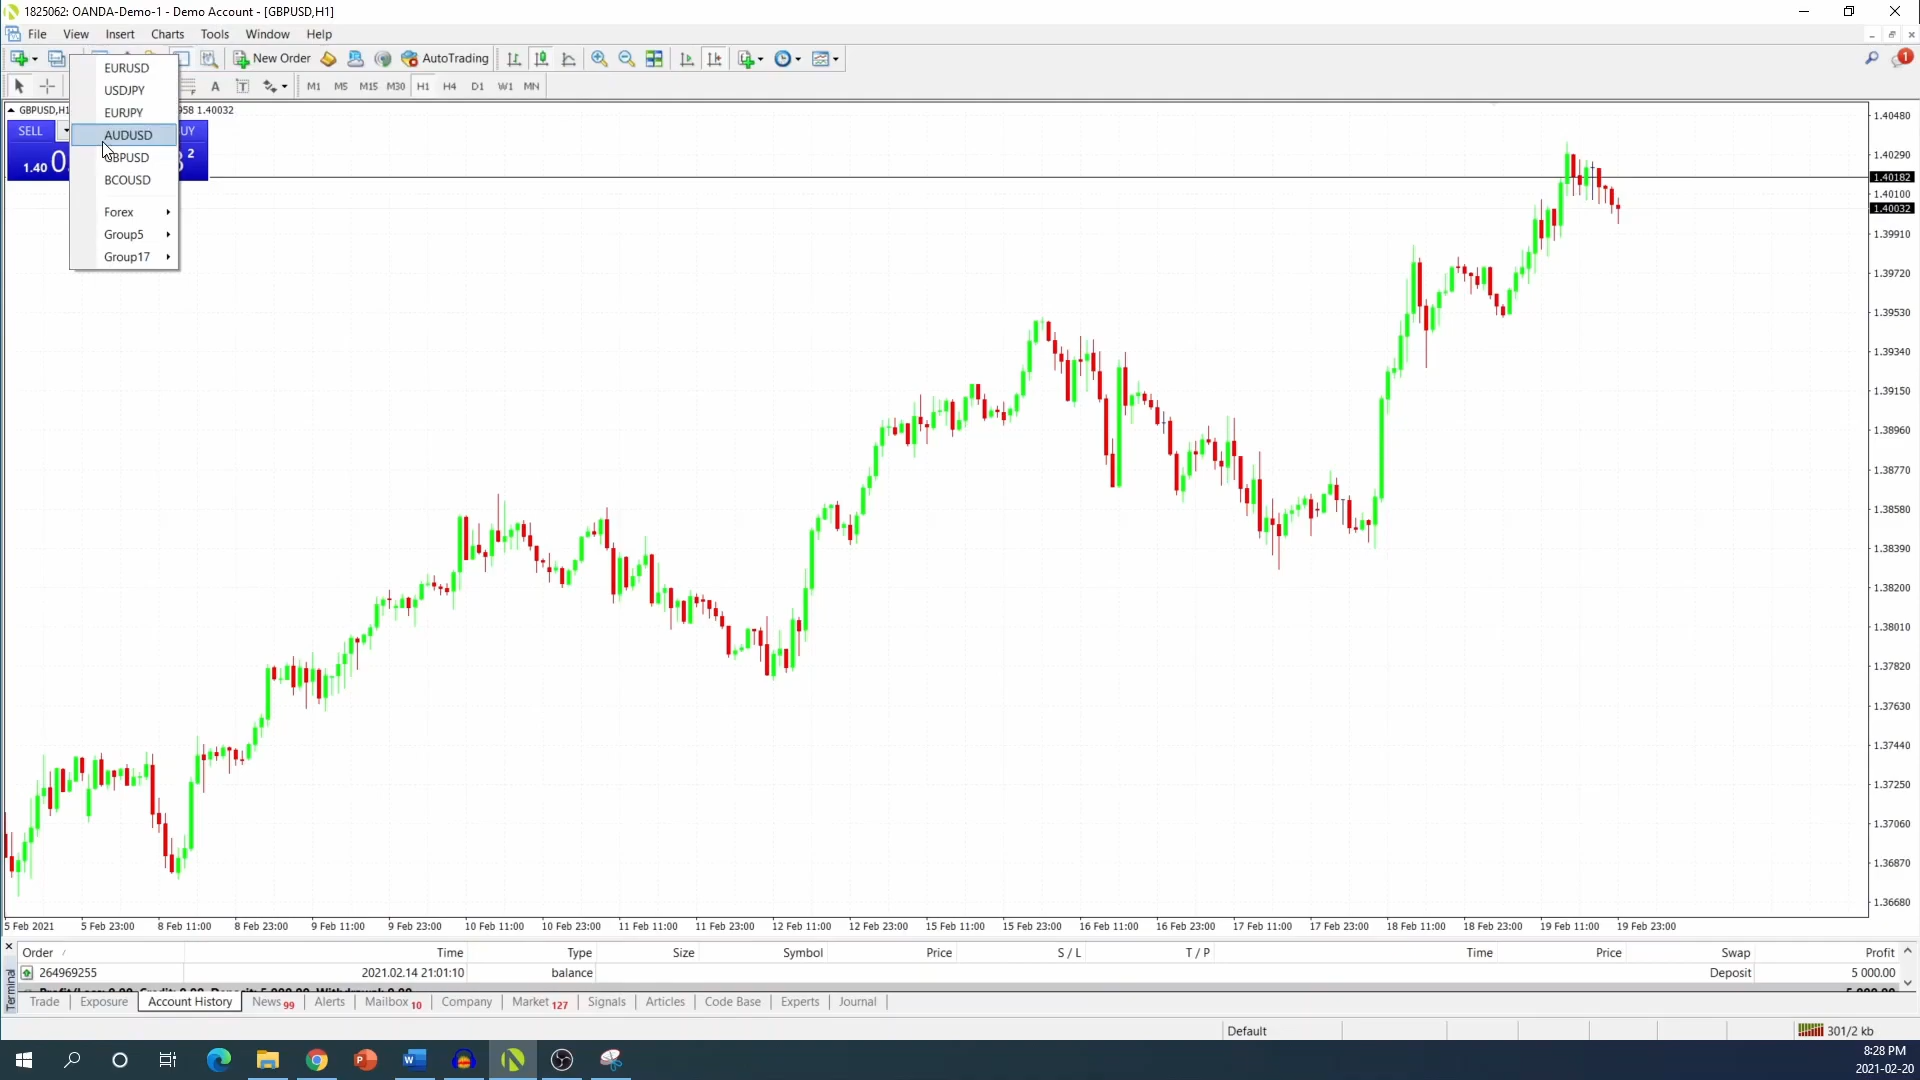 1825062: OANDA-Demo-1 - Demo Account - [GBPUSD,H1]
File View Insert Charts Tools Window Help
New Order AutoTrading
A T M1 M5 M15 M30 H1 H4 D1 W1 MN
EURUSD
USDJPY
EURJPY
AUDUSD
GBPUSD
BCOUSD
Forex
Group5
Group17
GBPUSD,H1 958 1.40032
SELL UY
1.40 0 2
1.40480
1.40290
1.40182
1.40100
1.40032
1.39910
1.39720
1.39530
1.39340
1.39150
1.38960
1.38770
1.38580
1.38390
1.38200
1.38010
1.37820
1.37630
1.37440
1.37250
1.37060
1.36870
1.36680
5 Feb 2021 5 Feb 23:00 8 Feb 11:00 8 Feb 23:00 9 Feb 11:00 9 Feb 23:00 10 Feb 11:00 10 Feb 23:00 11 Feb 11:00 11 Feb 23:00 12 Feb 11:00 12 Feb 23:00 15 Feb 11:00 15 Feb 23:00 16 Feb 11:00 16 Feb 23:00 17 Feb 11:00 17 Feb 23:00 18 Feb 11:00 18 Feb 23:00 19 Feb 11:00 19 Feb 23:00
Order / Time Type Size Symbol Price S / L T / P Time Price Swap Profit
264969255 2021.02.14 21:01:10 balance Deposit 5 000.00
Terminal
Trade Exposure Account History News 99 Alerts Mailbox 10 Company Market 127 Signals Articles Code Base Experts Journal
Default 301/2 kb
8:28 PM
2021-02-20